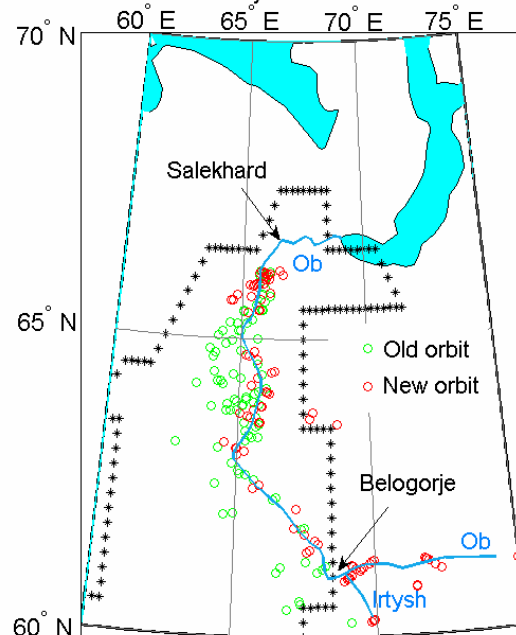 60° E 65° E 70° E 75° E
70° N
Salekhard
Ob
65° N
Old orbit
New orbit
Belogorje
Ob
Irtysh
60° N